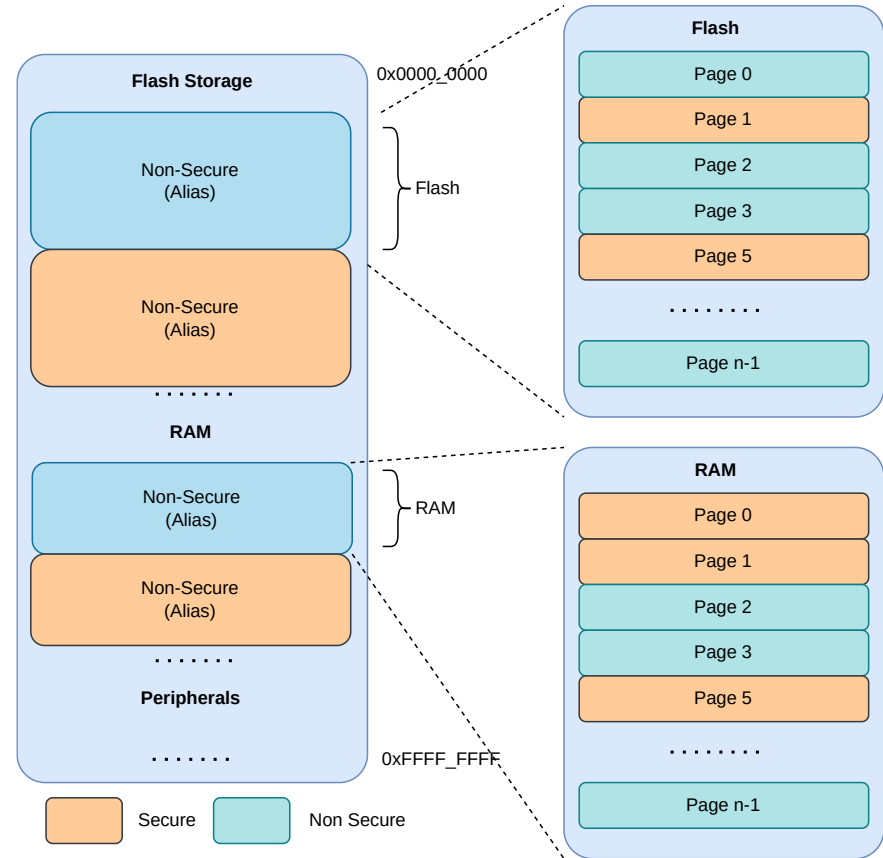 Flash Storage
0x0000_0000
Non-Secure
(Alias)
Flash
Non-Secure
(Alias)
.......
RAM
Non-Secure
(Alias)
RAM
Non-Secure
(Alias)
.......
Peripherals
.......
0xFFFF_FFFF
Secure
Non Secure
Flash
Page 0
Page 1
Page 2
Page 3
Page 5
........
Page n-1
RAM
Page 0
Page 1
Page 2
Page 3
Page 5
........
Page n-1